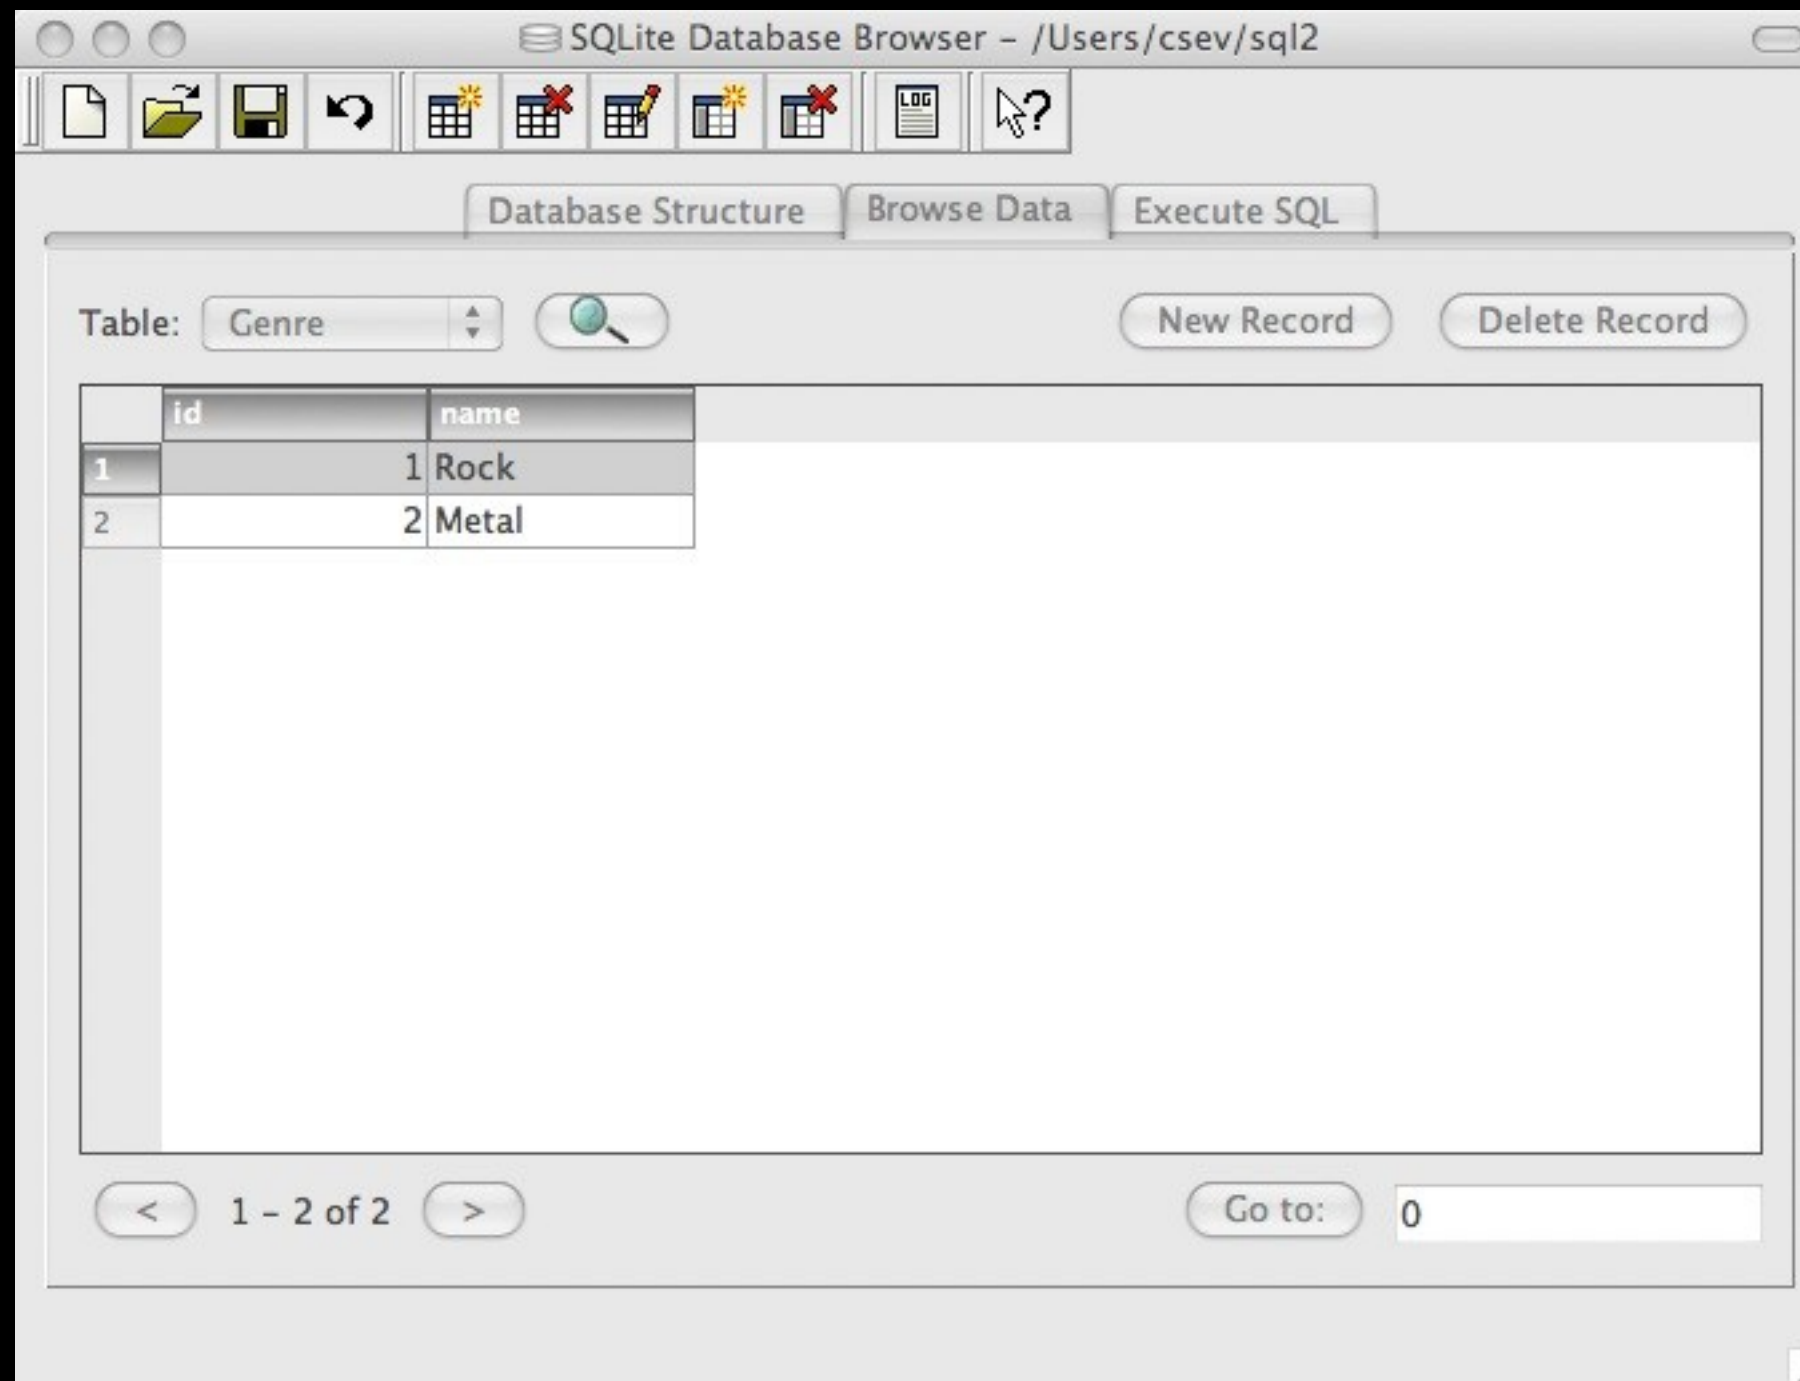 SQLite Database Browser – /Users/csev/sql2
LOG
?
Database Structure Browse Data Execute SQL
Table: Genre New Record Delete Record
id name
1 1 Rock
2 2 Metal
< 1 – 2 of 2 > Go to: 0